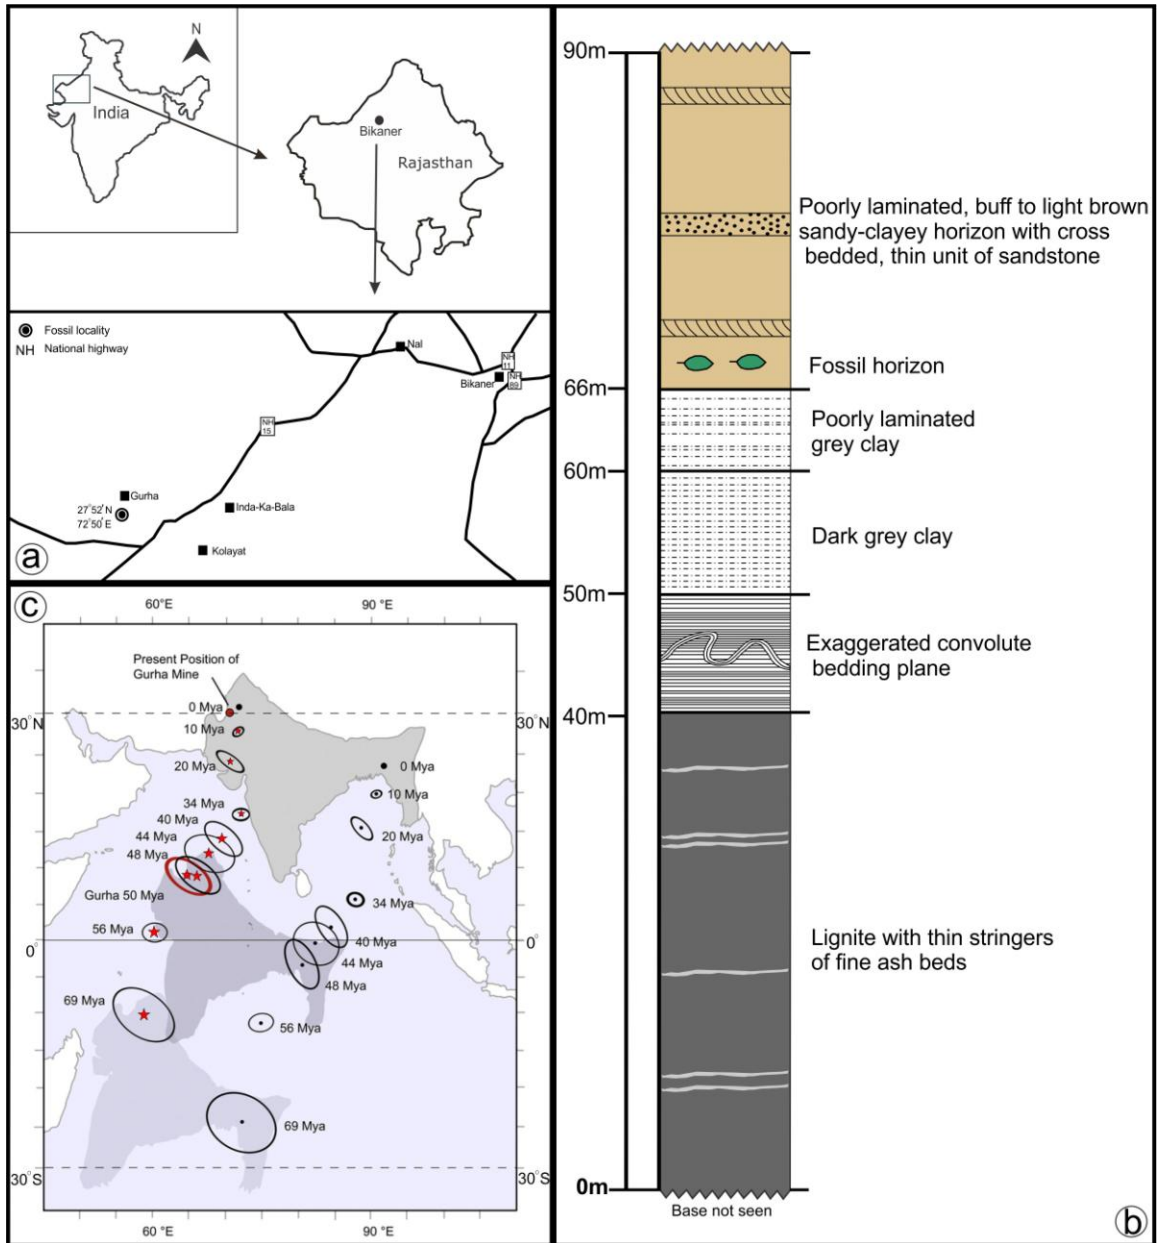 N
India
Bikaner
Rajasthan
Fossil locality
NH National highway
Nal
NH
11
Bikaner
NH
89
NH
15
Gurha
27°52' N
72°50' E
Inda-Ka-Bala
Kolayat
a
90m
Poorly laminated, buff to light brown
sandy-clayey horizon with cross
bedded, thin unit of sandstone
Fossil horizon
66m
Poorly laminated
grey clay
60m
Dark grey clay
50m
Exaggerated convolute
bedding plane
40m
Lignite with thin stringers
of fine ash beds
0m
Base not seen
b
c
60 °E
90 °E
Present Position of
Gurha Mine
0 Mya
30°N
30°N
10 Mya
20 Mya
0 Mya
10 Mya
34 Mya
40 Mya
20 Mya
44 Mya
48 Mya
Gurha 50 Mya
34 Mya
56 Mya
0°
40 Mya
0°
44 Mya
48 Mya
69 Mya
56 Mya
69 Mya
30°S
30°S
60 °E
90 °E